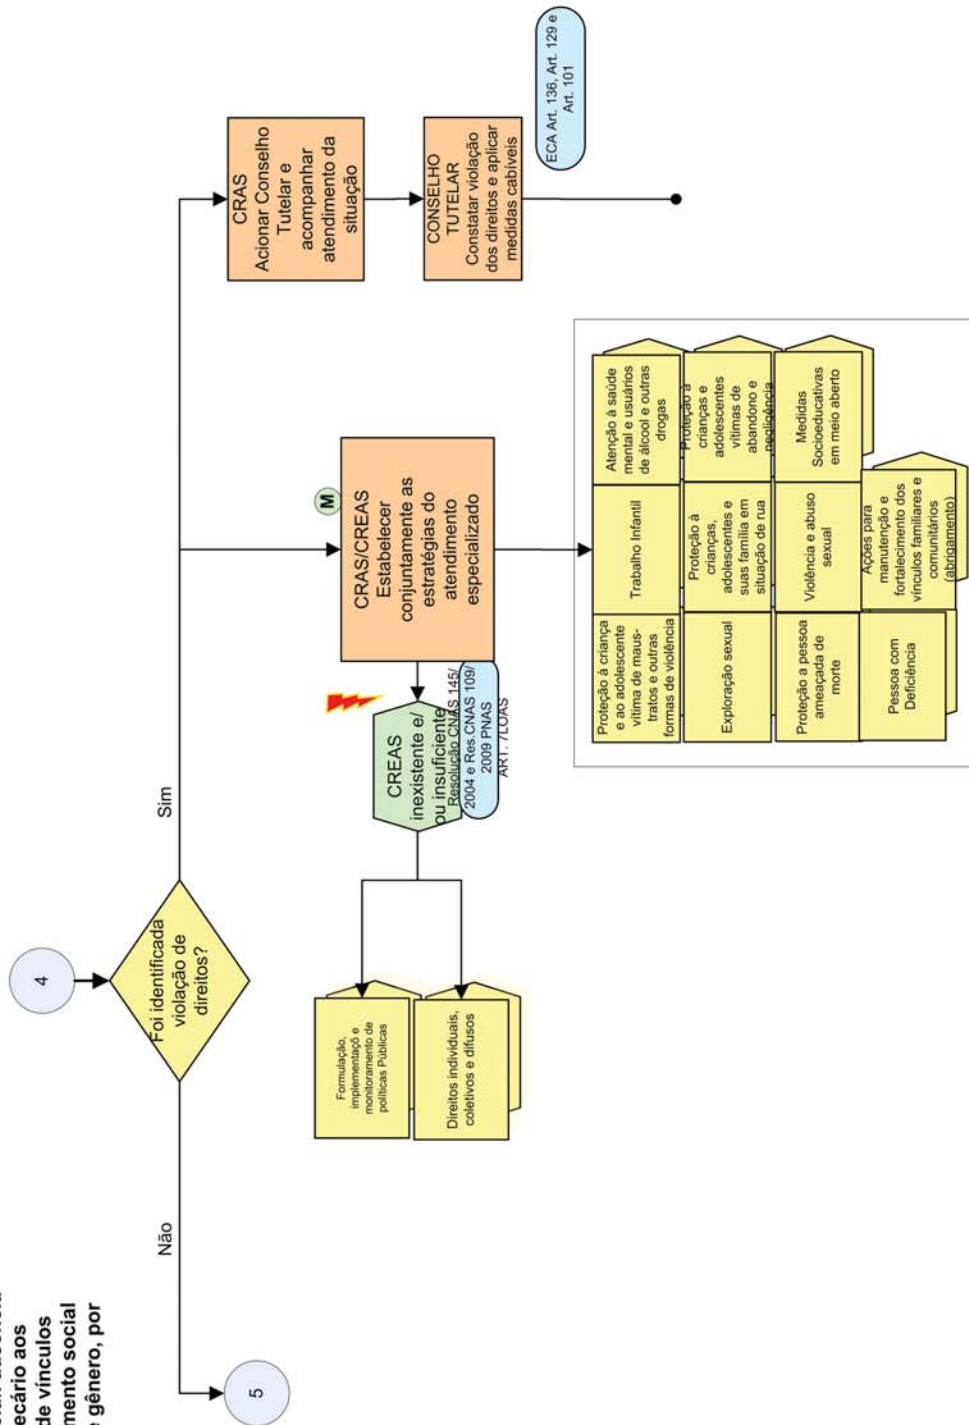 ecário aos
de vínculos
mento social
gênero, por
4
Foi identificada
violação de
direitos?
Não
Sim
5
CRAS
Acionar Conselho
Tutelar e
acompanhar
atendimento da
situação
CONSELHO
TUTELAR
Constatar violação
dos direitos e aplicar
medidas cabíveis
ECA Art. 136, Art. 129 e
Art. 101
M
CRAS/CREAS
Estabelecer
conjuntamente as
estratégias do
atendimento
especializado
CREAS
inexistente e/
ou insuficiente
Resolução CNAS 145/
2004 e Res.CNAS 109/
2009 PNAS
ART. 7LOAS
Formulação,
implementaçõ e
monitoramento de
políticas Públicas
Direitos individuais,
coletivos e difusos
Proteção à criança
e ao adolescente
vítima de maus-
tratos e outras
formas de violência
Trabalho Infantil
Atenção à saúde
mental e usuários
de álcool e outras
drogas
Exploração sexual
Proteção à
crianças,
adolescentes e
suas família em
situação de rua
Proteção à
crianças e
adolescentes
vítimas de
abandono e
negligência
Proteção a pessoa
ameaçada de
morte
Violência e abuso
sexual
Medidas
Socioeducativas
em meio aberto
Pessoa com
Deficiência
Ações para
manutenção e
fortalecimento dos
vínculos familiares e
comunitários
(abrigamento)